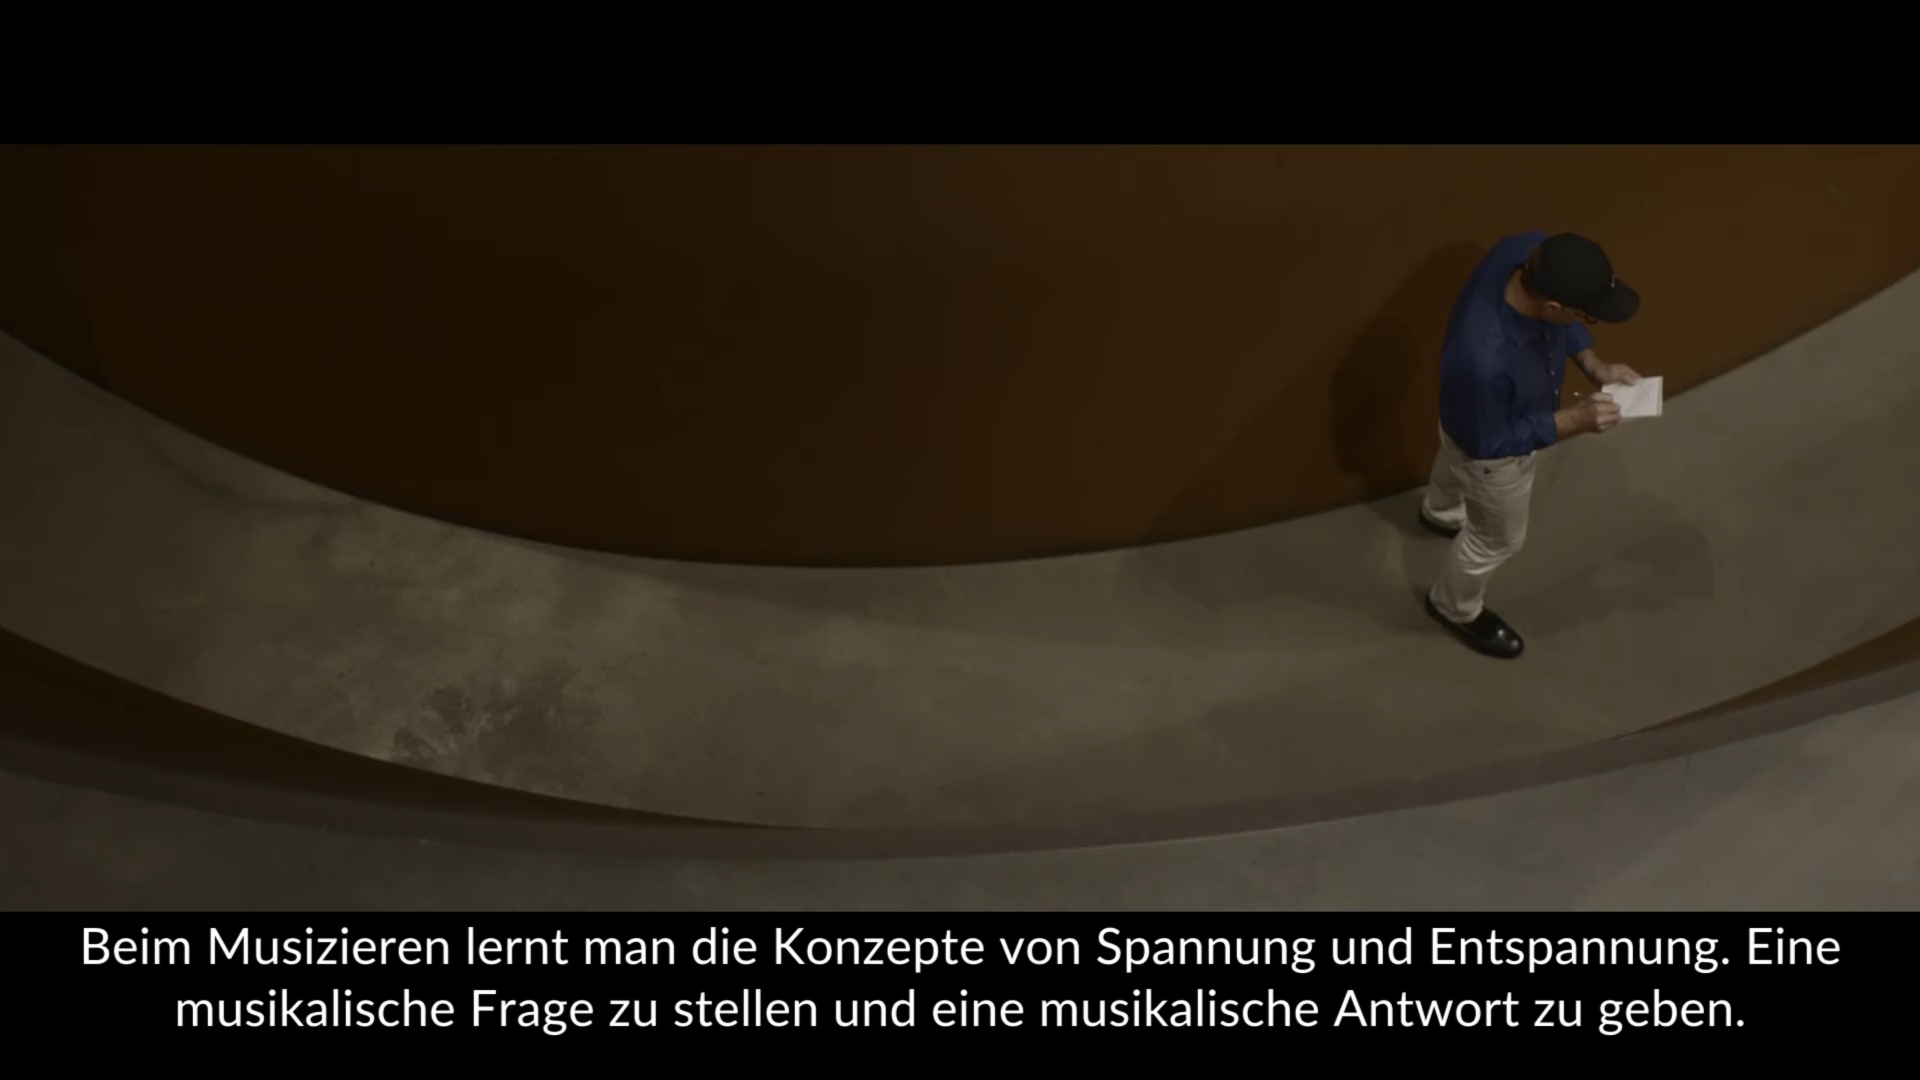 Beim Musizieren lernt man die Konzepte von Spannung und Entspannung. Eine
musikalische Frage zu stellen und eine musikalische Antwort zu geben.